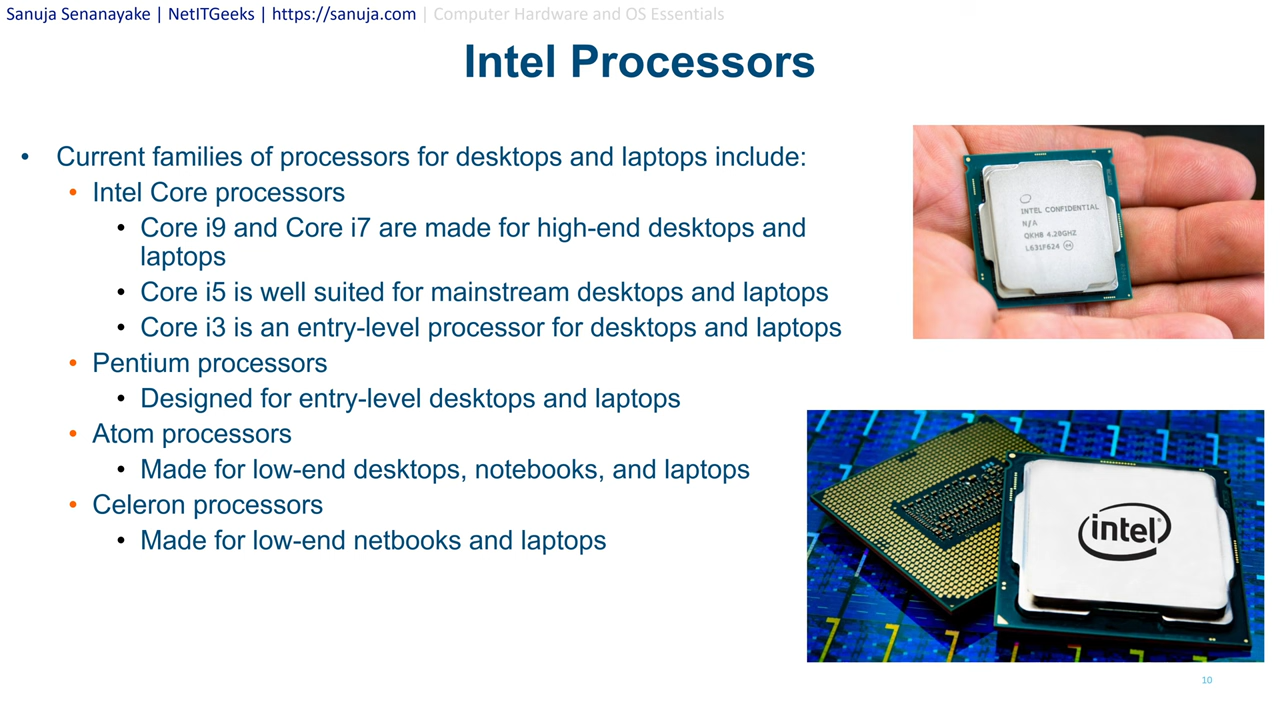 Sanuja Senanayake | NetITGeeks | https://sanuja.com | Computer Hardware and OS Essentials
Intel Processors
• Current families of processors for desktops and laptops include:
• Intel Core processors
• Core i9 and Core i7 are made for high-end desktops and
laptops
• Core i5 is well suited for mainstream desktops and laptops
• Core i3 is an entry-level processor for desktops and laptops
• Pentium processors
• Designed for entry-level desktops and laptops
• Atom processors
• Made for low-end desktops, notebooks, and laptops
• Celeron processors
• Made for low-end netbooks and laptops
INTEL CONFIDENTIAL
N/A
QKH8 4.20GHZ
L631F624 e4
intel®
10